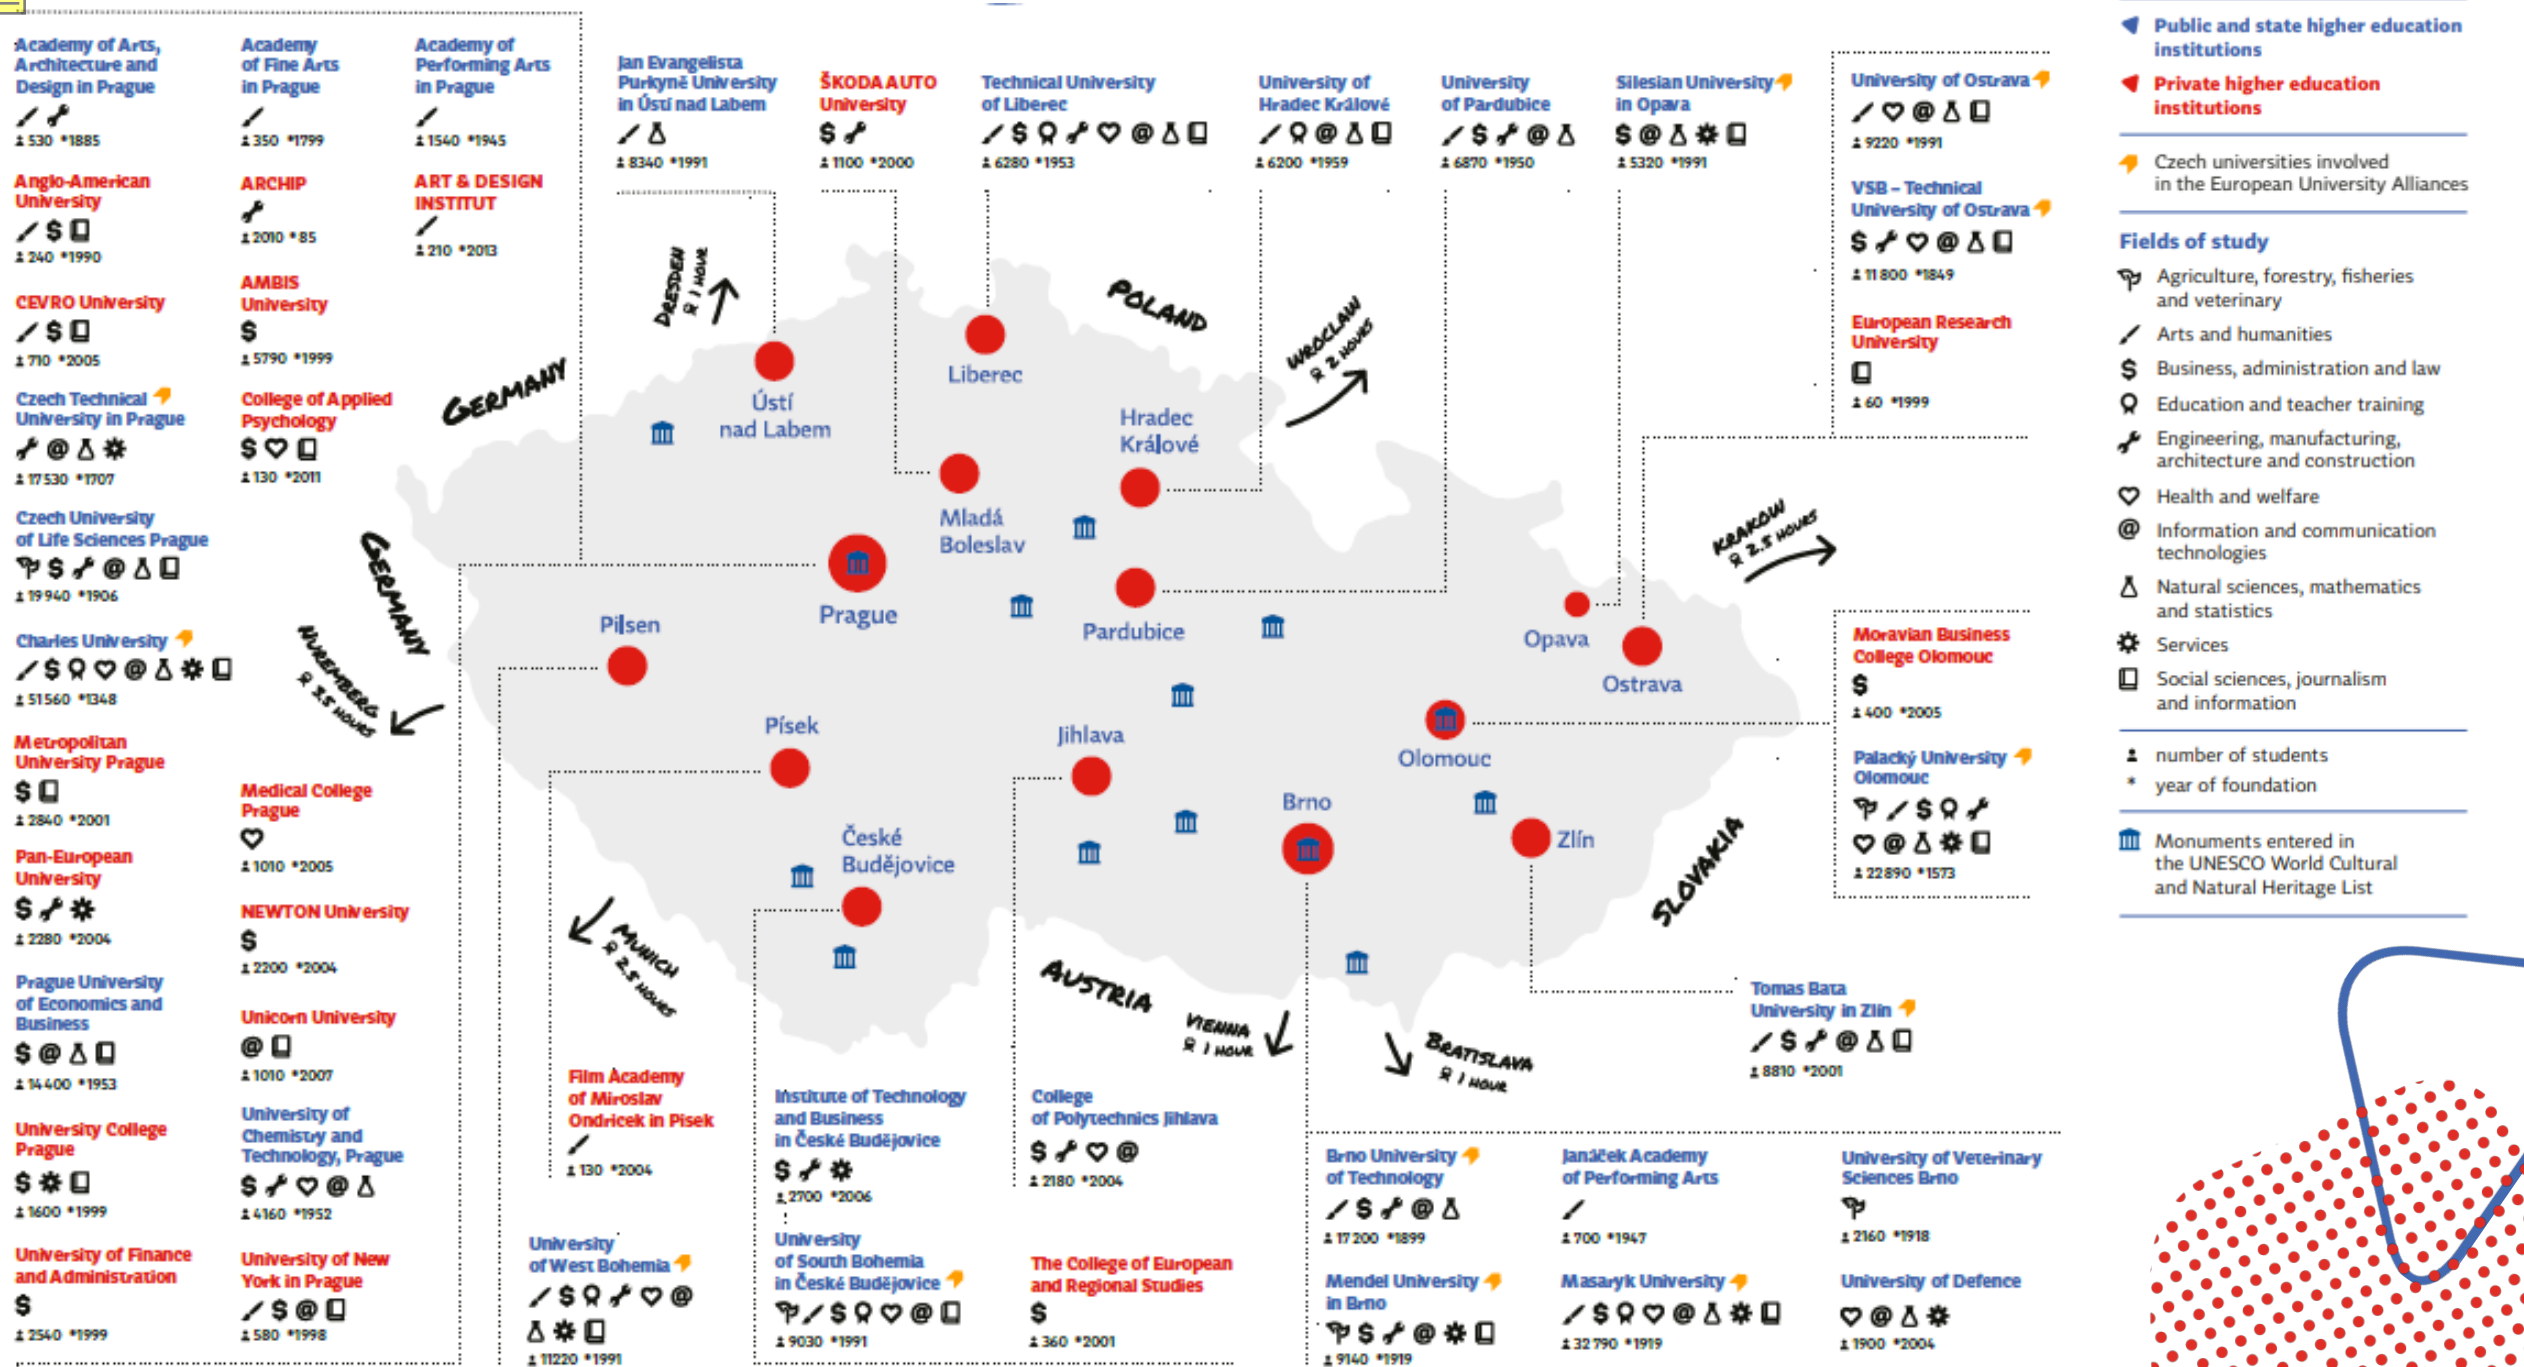 Academy of Arts,
Architecture and
Design in Prague
530 *1885
Academy
of Fine Arts
in Prague
350 *1799
Academy of
Performing Arts
in Prague
1540 *1945
Anglo-American
University
240 *1990
ARCHIP
2010 *85
ART & DESIGN
INSTITUT
210 *2013
CEVRO University
710 *2005
AMBIS
University
5790 *1999
Czech Technical
University in Prague
17530 *1707
College of Applied
Psychology
130 *2011
Czech University
of Life Sciences Prague
19940 *1906
Charles University
51560 *1348
Metropolitan
University Prague
2840 *2001
Medical College
Prague
1010 *2005
Pan-European
University
2280 *2004
NEWTON University
2200 *2004
Prague University
of Economics and
Business
14400 *1953
Unicorn University
1010 *2007
University College
Prague
1600 *1999
University of
Chemistry and
Technology, Prague
4160 *1952
University of Finance
and Administration
2540 *1999
University of New
York in Prague
580 *1998
Jan Evangelista
Purkyně University
in Ústí nad Labem
8340 *1991
ŠKODA AUTO
University
1100 *2000
Technical University
of Liberec
6280 *1953
University of
Hradec Králové
6200 *1959
University
of Pardubice
6870 *1950
Silesian University
in Opava
5320 *1991
University of Ostrava
9220 *1991
VSB – Technical
University of Ostrava
11800 *1849
European Research
University
60 *1999
DRESDEN
1 HOUR
POLAND
WROCLAW
2 HOURS
GERMANY
GERMANY
NUREMBERG
3.5 HOURS
KRAKOW
2.5 HOURS
SLOVAKIA
MUNICH
2.5 HOURS
AUSTRIA
VIENNA
1 HOUR
BRATISLAVA
1 HOUR
Ústí
nad Labem
Liberec
Hradec
Králové
Mladá
Boleslav
Prague
Pardubice
Pilsen
Opava
Ostrava
Písek
Jihlava
Olomouc
Brno
České
Budějovice
Zlín
Moravian Business
College Olomouc
400 *2005
Palacký University
Olomouc
22890 *1573
Tomas Bata
University in Zlín
8810 *2001
Film Academy
of Miroslav
Ondricek in Pisek
130 *2004
Institute of Technology
and Business
in České Budějovice
2700 *2006
College
of Polytechnics Jihlava
2180 *2004
University
of West Bohemia
11220 *1991
University
of South Bohemia
in České Budějovice
9030 *1991
The College of European
and Regional Studies
360 *2001
Brno University
of Technology
17200 *1899
Janáček Academy
of Performing Arts
700 *1947
University of Veterinary
Sciences Brno
2160 *1918
Mendel University
in Brno
9140 *1919
Masaryk University
32790 *1919
University of Defence
1900 *2004
Public and state higher education
institutions
Private higher education
institutions
Czech universities involved
in the European University Alliances
Fields of study
Agriculture, forestry, fisheries
and veterinary
Arts and humanities
$ Business, administration and law
Education and teacher training
Engineering, manufacturing,
architecture and construction
Health and welfare
@ Information and communication
technologies
Natural sciences, mathematics
and statistics
Services
Social sciences, journalism
and information
number of students
* year of foundation
Monuments entered in
the UNESCO World Cultural
and Natural Heritage List